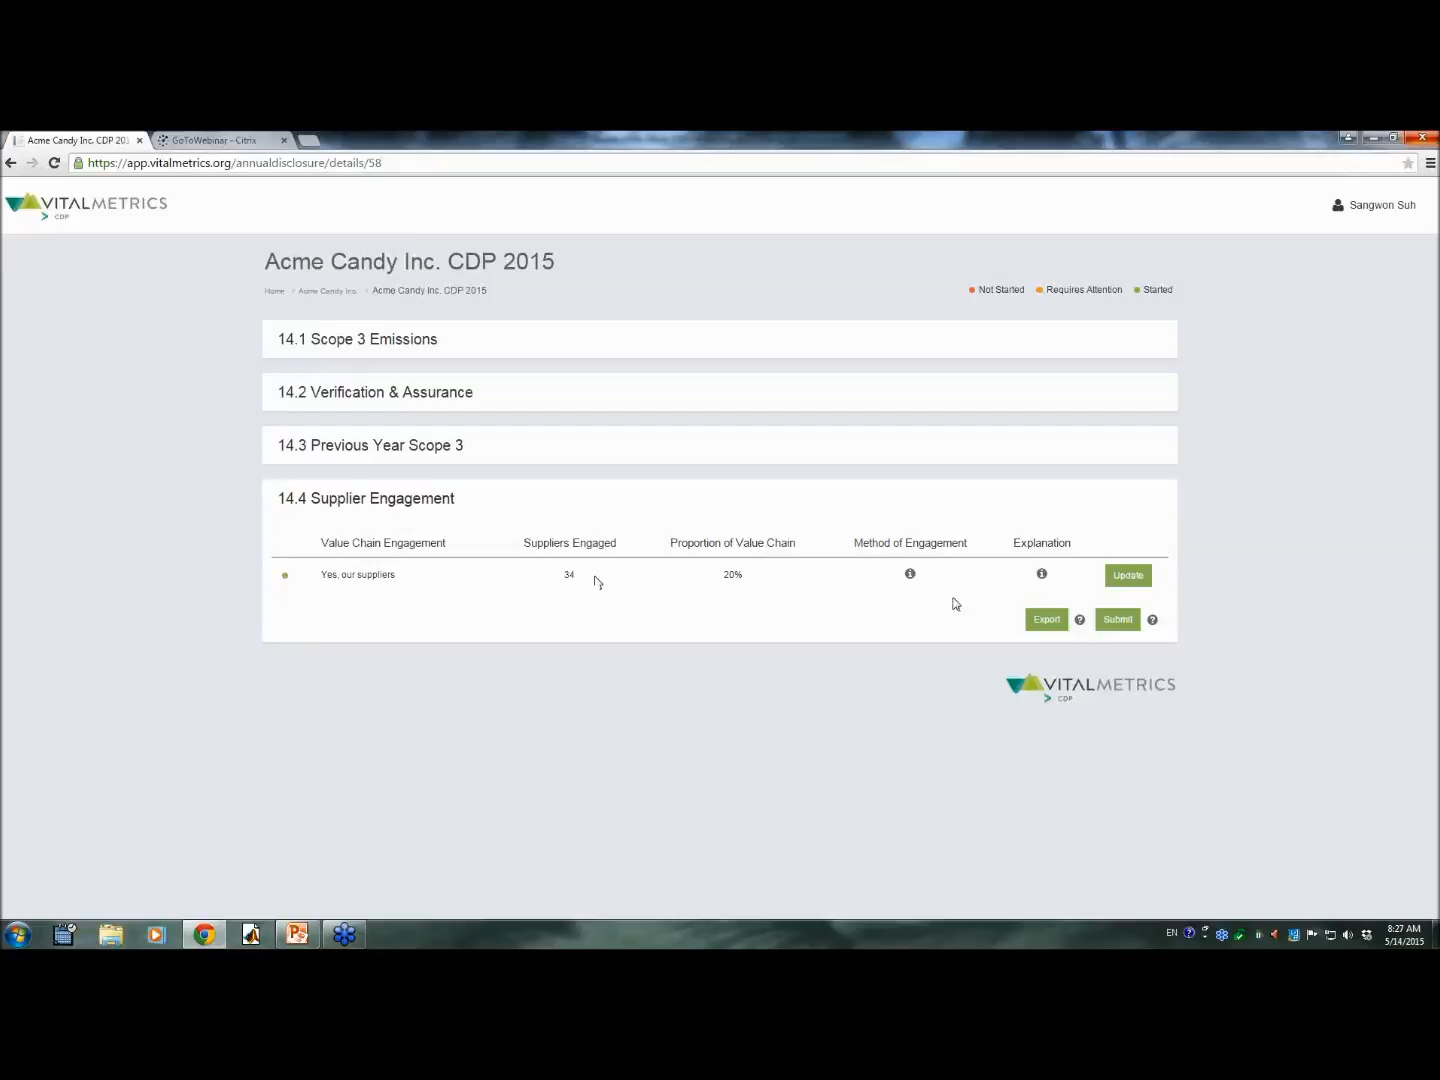 Acme Candy Inc. CDP 201
GoToWebinar - Citrix
https://app.vitalmetrics.org/annualdisclosure/details/58
VITALMETRICS
CDP
Sangwon Suh
Acme Candy Inc. CDP 2015
Home > Acme Candy Inc. > Acme Candy Inc. CDP 2015
Not Started Requires Attention Started
14.1 Scope 3 Emissions
14.2 Verification & Assurance
14.3 Previous Year Scope 3
14.4 Supplier Engagement
Value Chain Engagement Suppliers Engaged Proportion of Value Chain Method of Engagement Explanation
Yes, our suppliers 34 20% Update
Export Submit
VITALMETRICS
CDP
EN
8:27 AM
5/14/2015